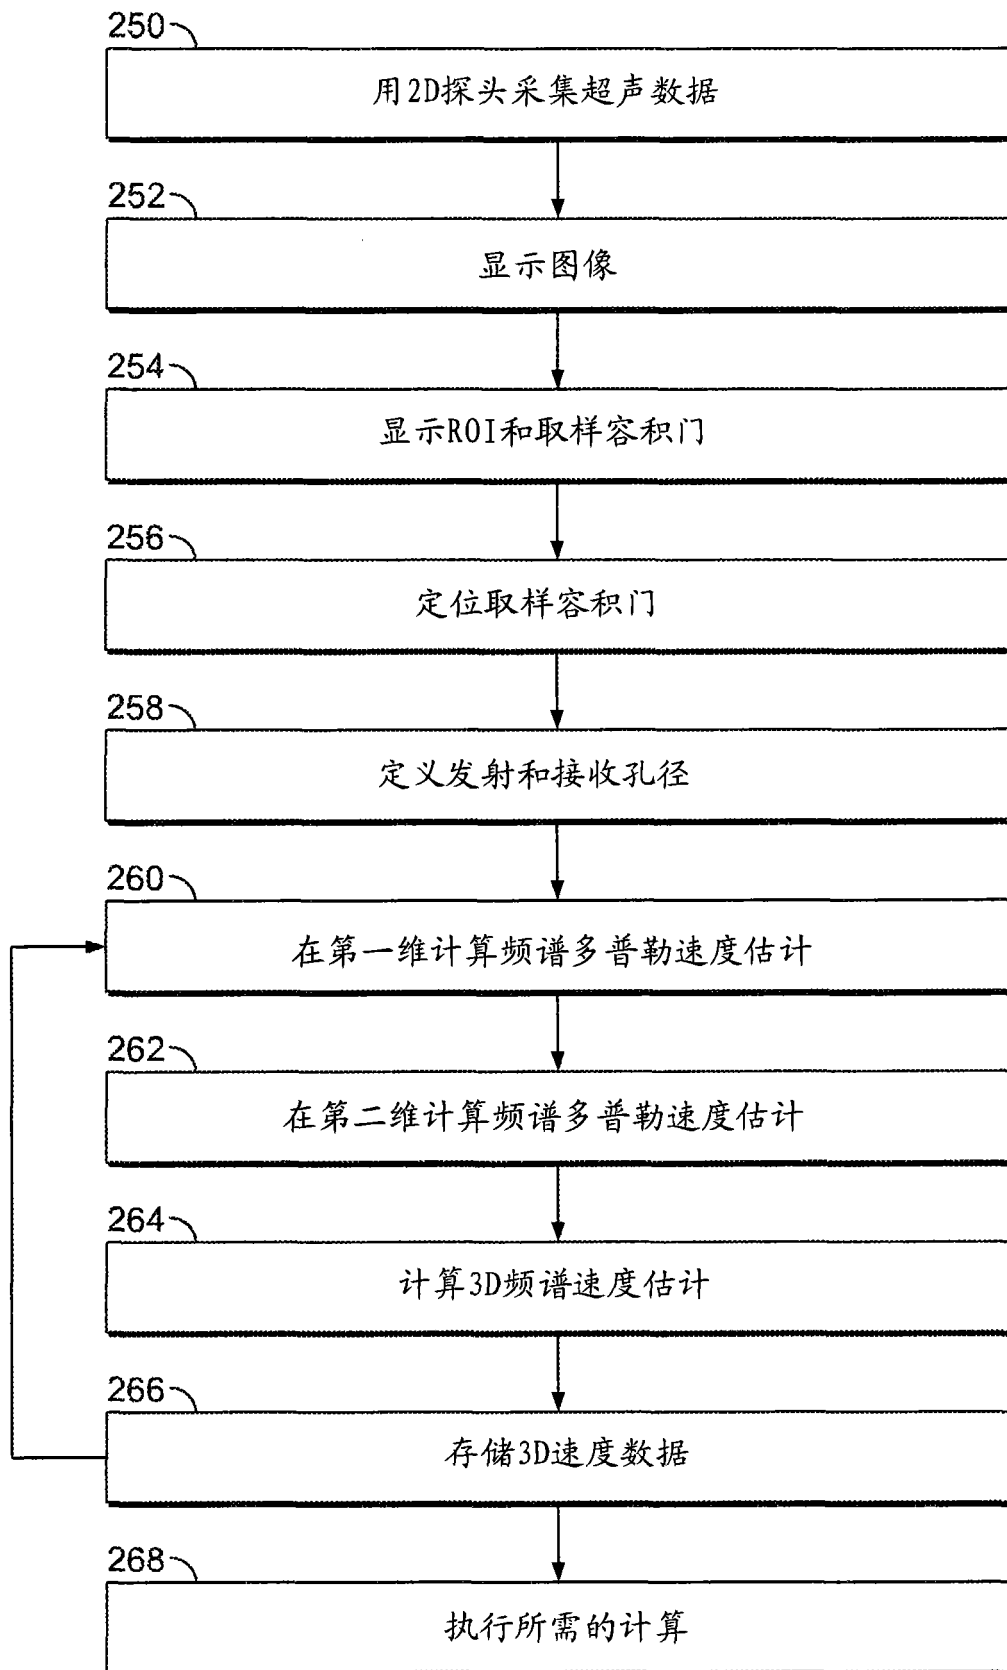 250
用2D探头采集超声数据
252
显示图像
254
显示ROI和取样容积门
256
定位取样容积门
258
定义发射和接收孔径
260
在第一维计算频谱多普勒速度估计
262
在第二维计算频谱多普勒速度估计
264
计算3D频谱速度估计
266
存储3D速度数据
268
执行所需的计算